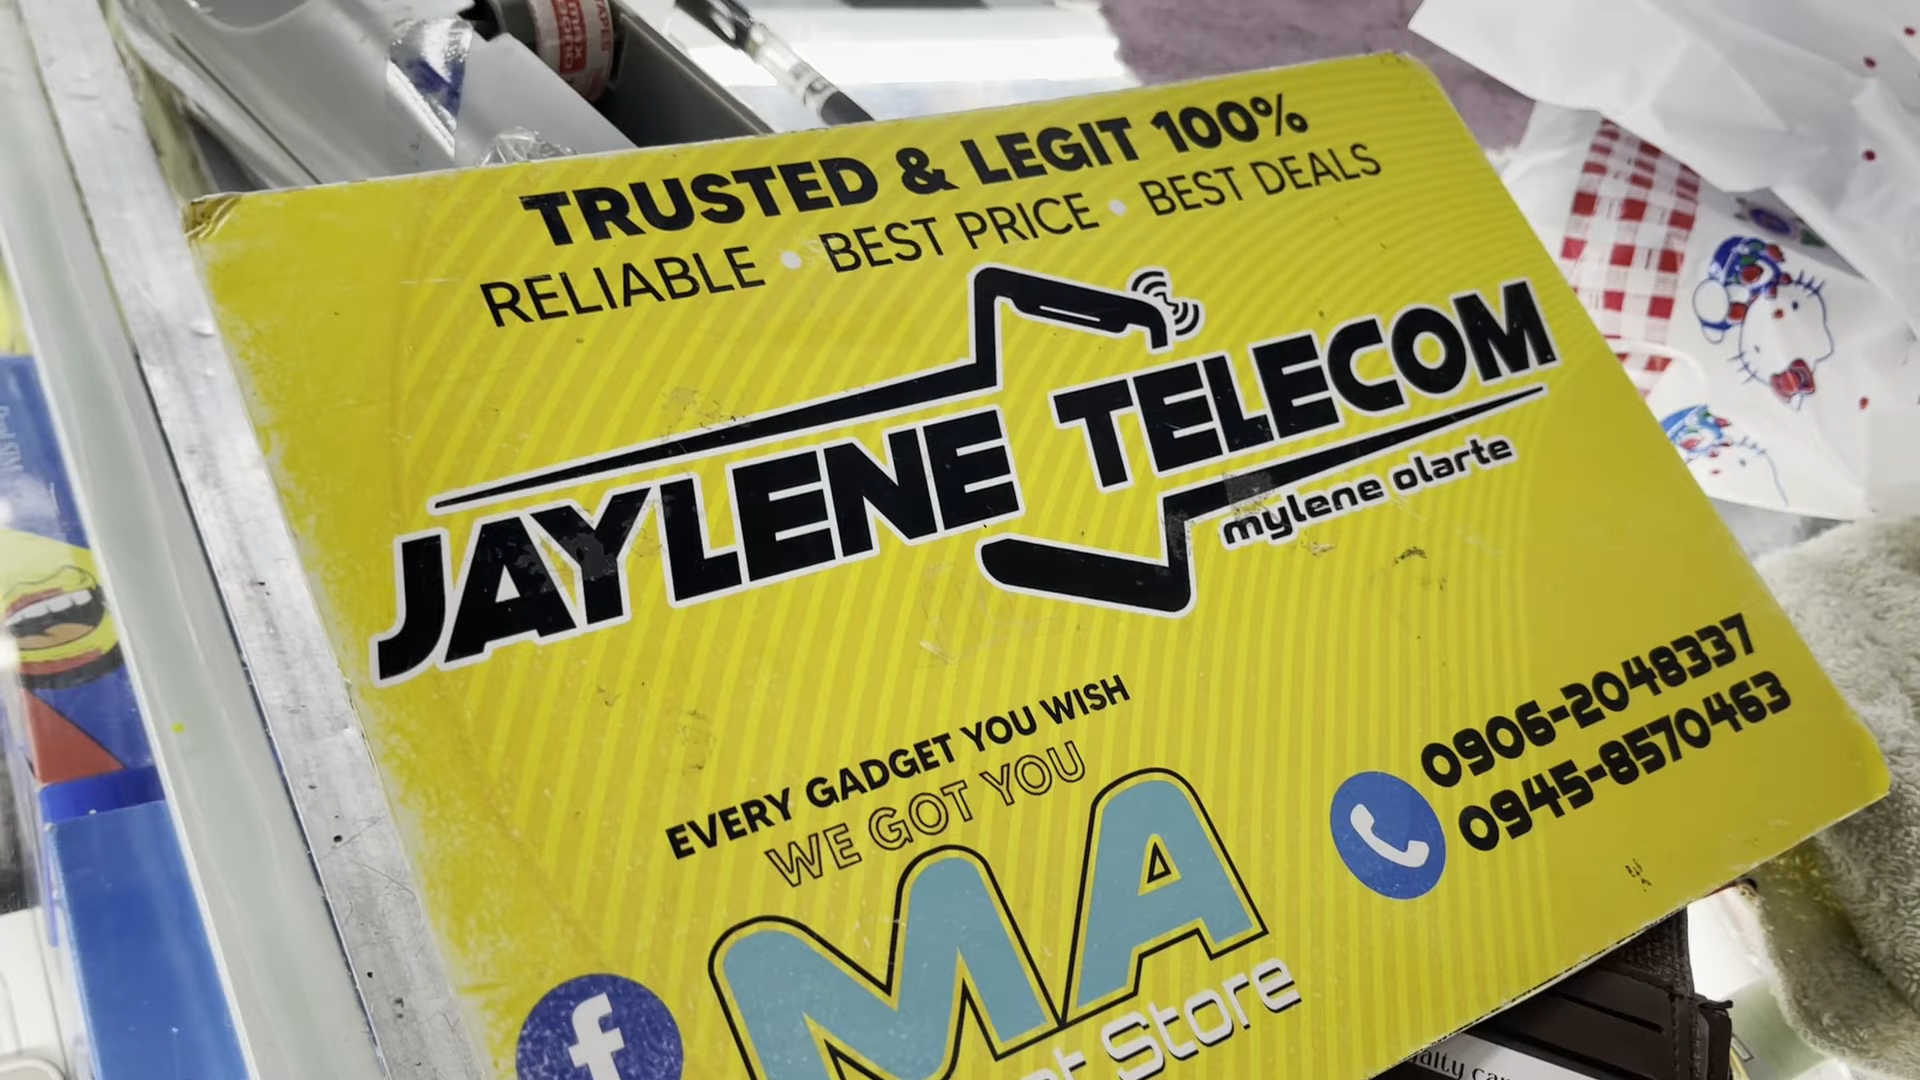 TRUSTED & LEGIT 100%
RELIABLE • BEST PRICE • BEST DEALS
JAYLENE TELECOM
mylene olarte
EVERY GADGET YOU WISH
WE GOT YOU
0906-2048337
0945-8570463
MA
Store